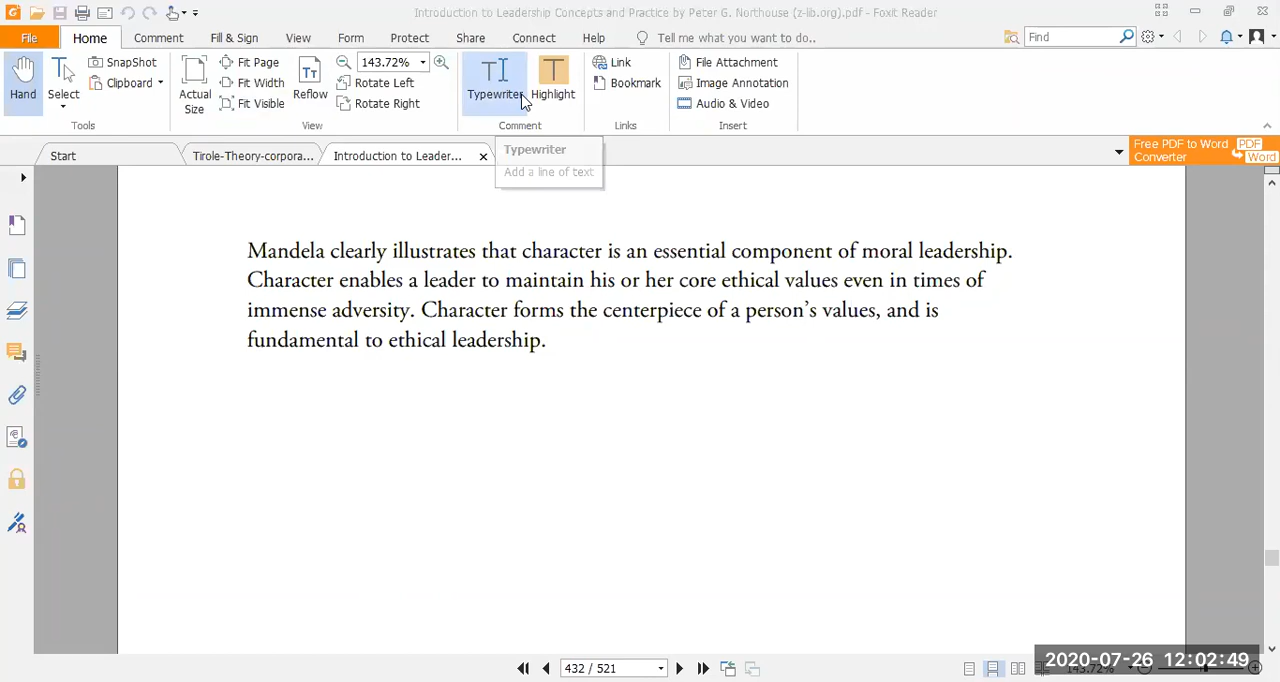 Introduction to Leadership Concepts and Practice by Peter G. Northouse (z-lib.org).pdf - Foxit Reader
File Home Comment Fill & Sign View Form Protect Share Connect Help Tell me what you want to do.. Find
Hand
Select
SnapShot
Clipboard
Tools
Actual
Size
Fit Page
Fit Width
Fit Visible
Reflow
143.72%
Rotate Left
Rotate Right
View
Typewriter
Highlight
Comment
Link
Bookmark
Links
File Attachment
Image Annotation
Audio & Video
Insert
Start
Tirole-Theory-corpora...
Introduction to Leader...
Typewriter
Add a line of text
Free PDF to Word
Converter
PDF
Word
Mandela clearly illustrates that character is an essential component of moral leadership.
Character enables a leader to maintain his or her core ethical values even in times of
immense adversity. Character forms the centerpiece of a person's values, and is
fundamental to ethical leadership.
432 / 521
2020-07-26 12:02:49
143.72%